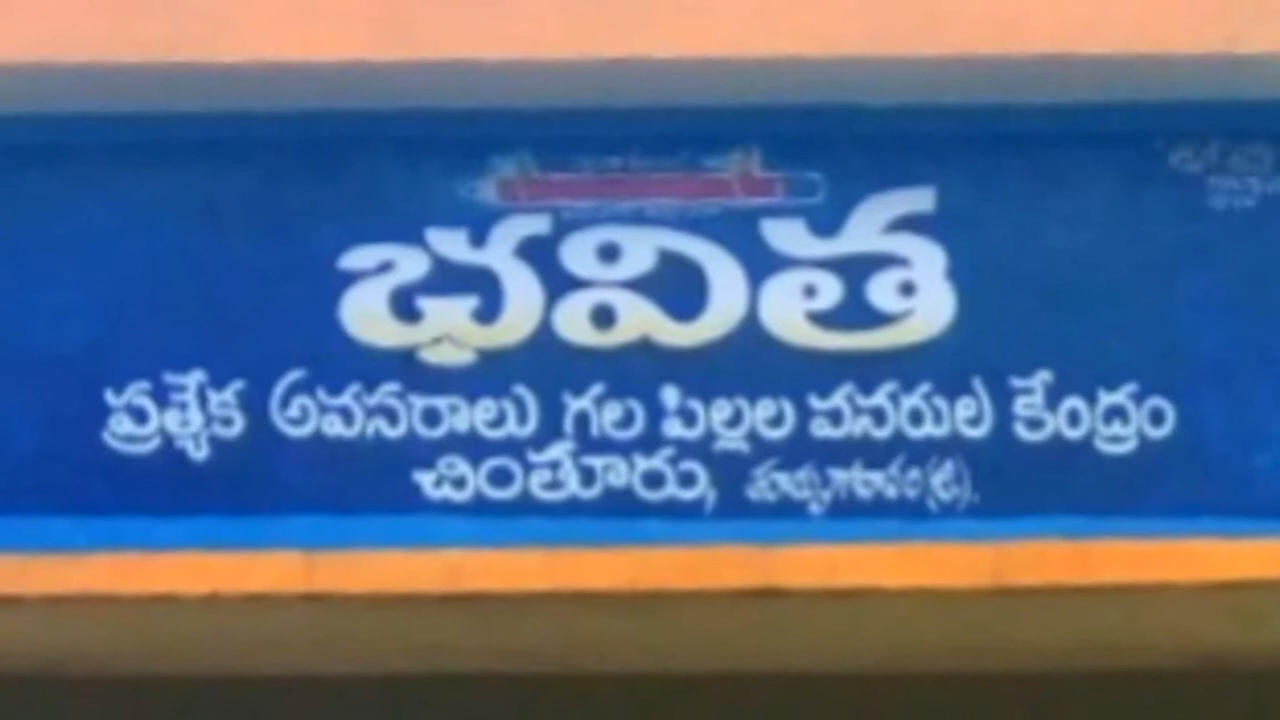 భవిత
ప్రత్యేక అవసరాలు గల పిల్లల వనరుల కేంద్రం
చింతూరు,